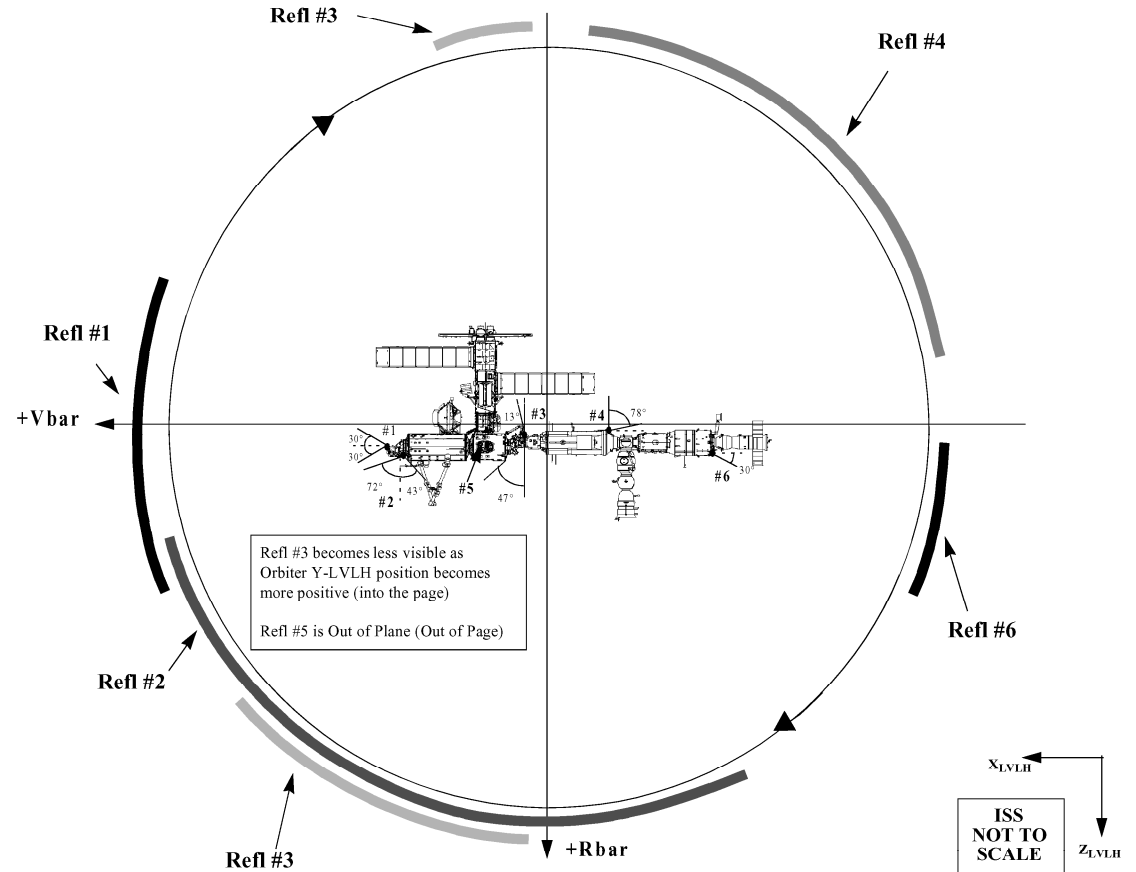 Refl #3
Refl #4
Refl #1
+Vbar
13°
#3
#4
78°
#1
30°
30°
72°
#2
43°
#5
47°
#6
30°
Refl #3 becomes less visible as
Orbiter Y-LVLH position becomes
more positive (into the page)
Refl #5 is Out of Plane (Out of Page)
Refl #6
Refl #2
Refl #3
+Rbar
XLVLH
ZLVLH
ISS
NOT TO
SCALE